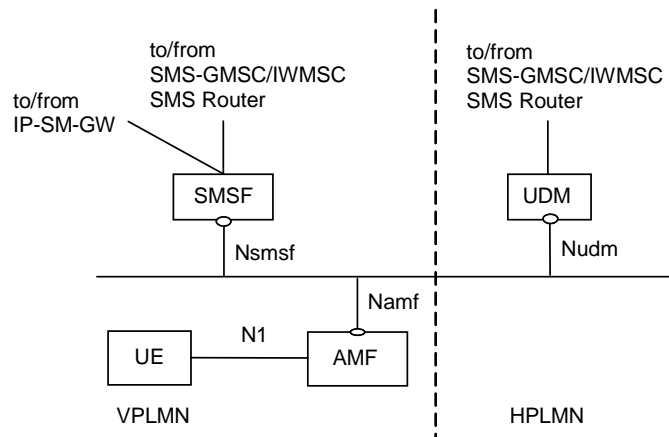 to/from
SMS-GMSC/IWMSC
SMS Router
to/from
IP-SM-GW
to/from
SMS-GMSC/IWMSC
SMS Router
SMSF
UDM
Nsmsf
Nudm
Namf
N1
UE
AMF
VPLMN
HPLMN